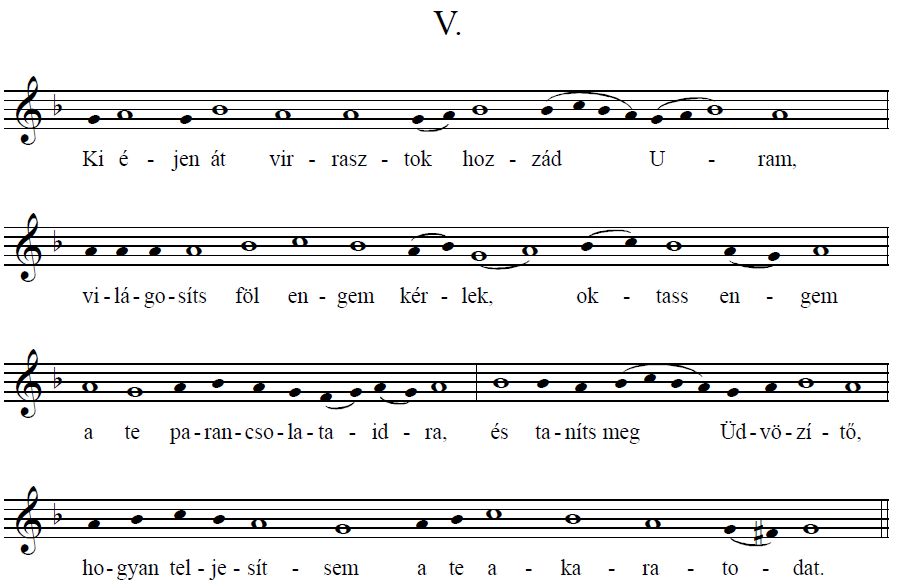 V.
Ki é - jen át vir - rasz - tok hoz - zád U - ram,
vi - lá - go - síts föl en - gem kér - lek, ok - tass en - gem
a te pa - ran - cso - la - ta - id - ra, és ta - níts meg Üd - vö - zí - tő,
ho - gyan tel - je - sít - sem a te a - ka - ra - to - dat.